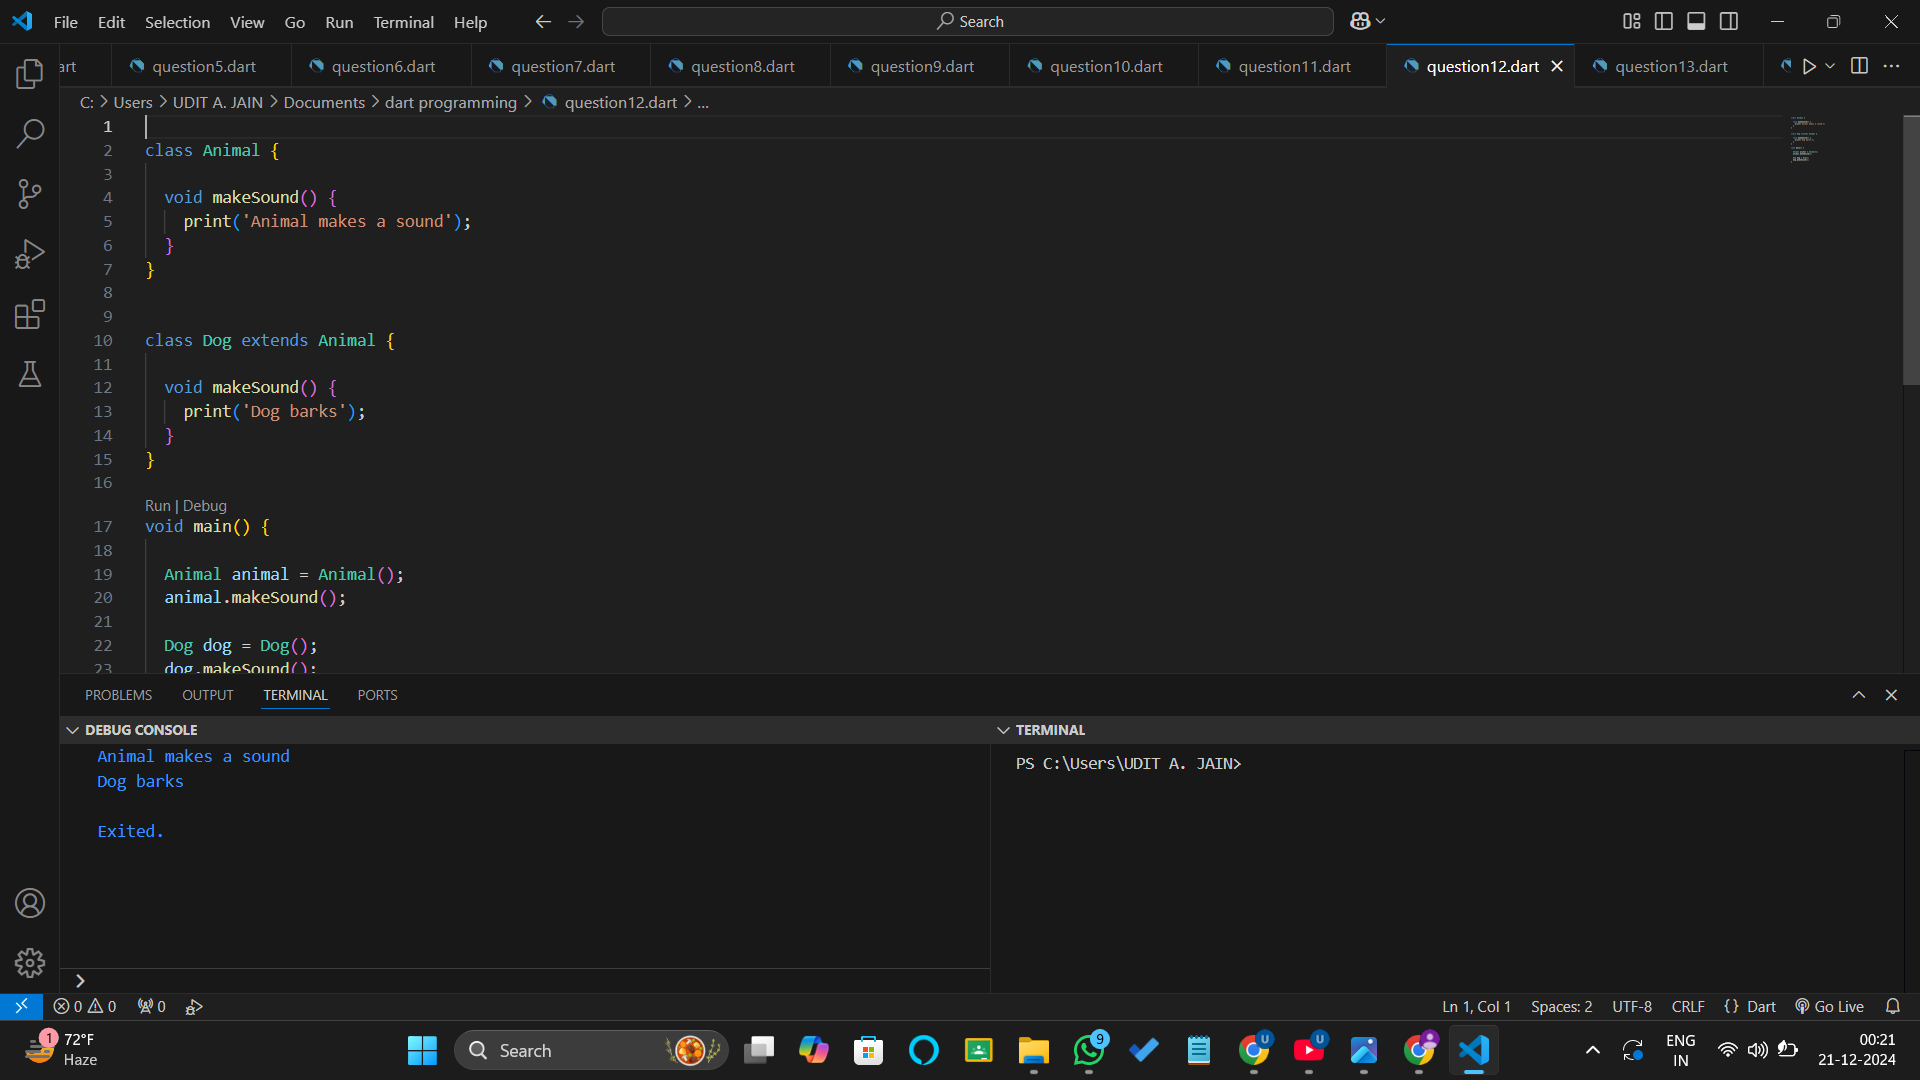 File Edit Selection View Go Run Terminal Help
Search
art question5.dart question6.dart question7.dart question8.dart question9.dart question10.dart question11.dart question12.dart question13.dart
C: > Users > UDIT A. JAIN > Documents > dart programming > question12.dart > ...
1
2 class Animal {
3
4 void makeSound() {
5 print('Animal makes a sound');
6 }
7 }
8
9
10 class Dog extends Animal {
11
12 void makeSound() {
13 print('Dog barks');
14 }
15 }
16
Run | Debug
17 void main() {
18
19 Animal animal = Animal();
20 animal.makeSound();
21
22 Dog dog = Dog();
23 dog.makeSound();
PROBLEMS OUTPUT TERMINAL PORTS
DEBUG CONSOLE
Animal makes a sound
Dog barks
Exited.
TERMINAL
PS C:\Users\UDIT A. JAIN>
0 0 0
Ln 1, Col 1 Spaces: 2 UTF-8 CRLF {} Dart Go Live
1
72°F
Haze
Search
9
U
U
ENG
IN
00:21
21-12-2024